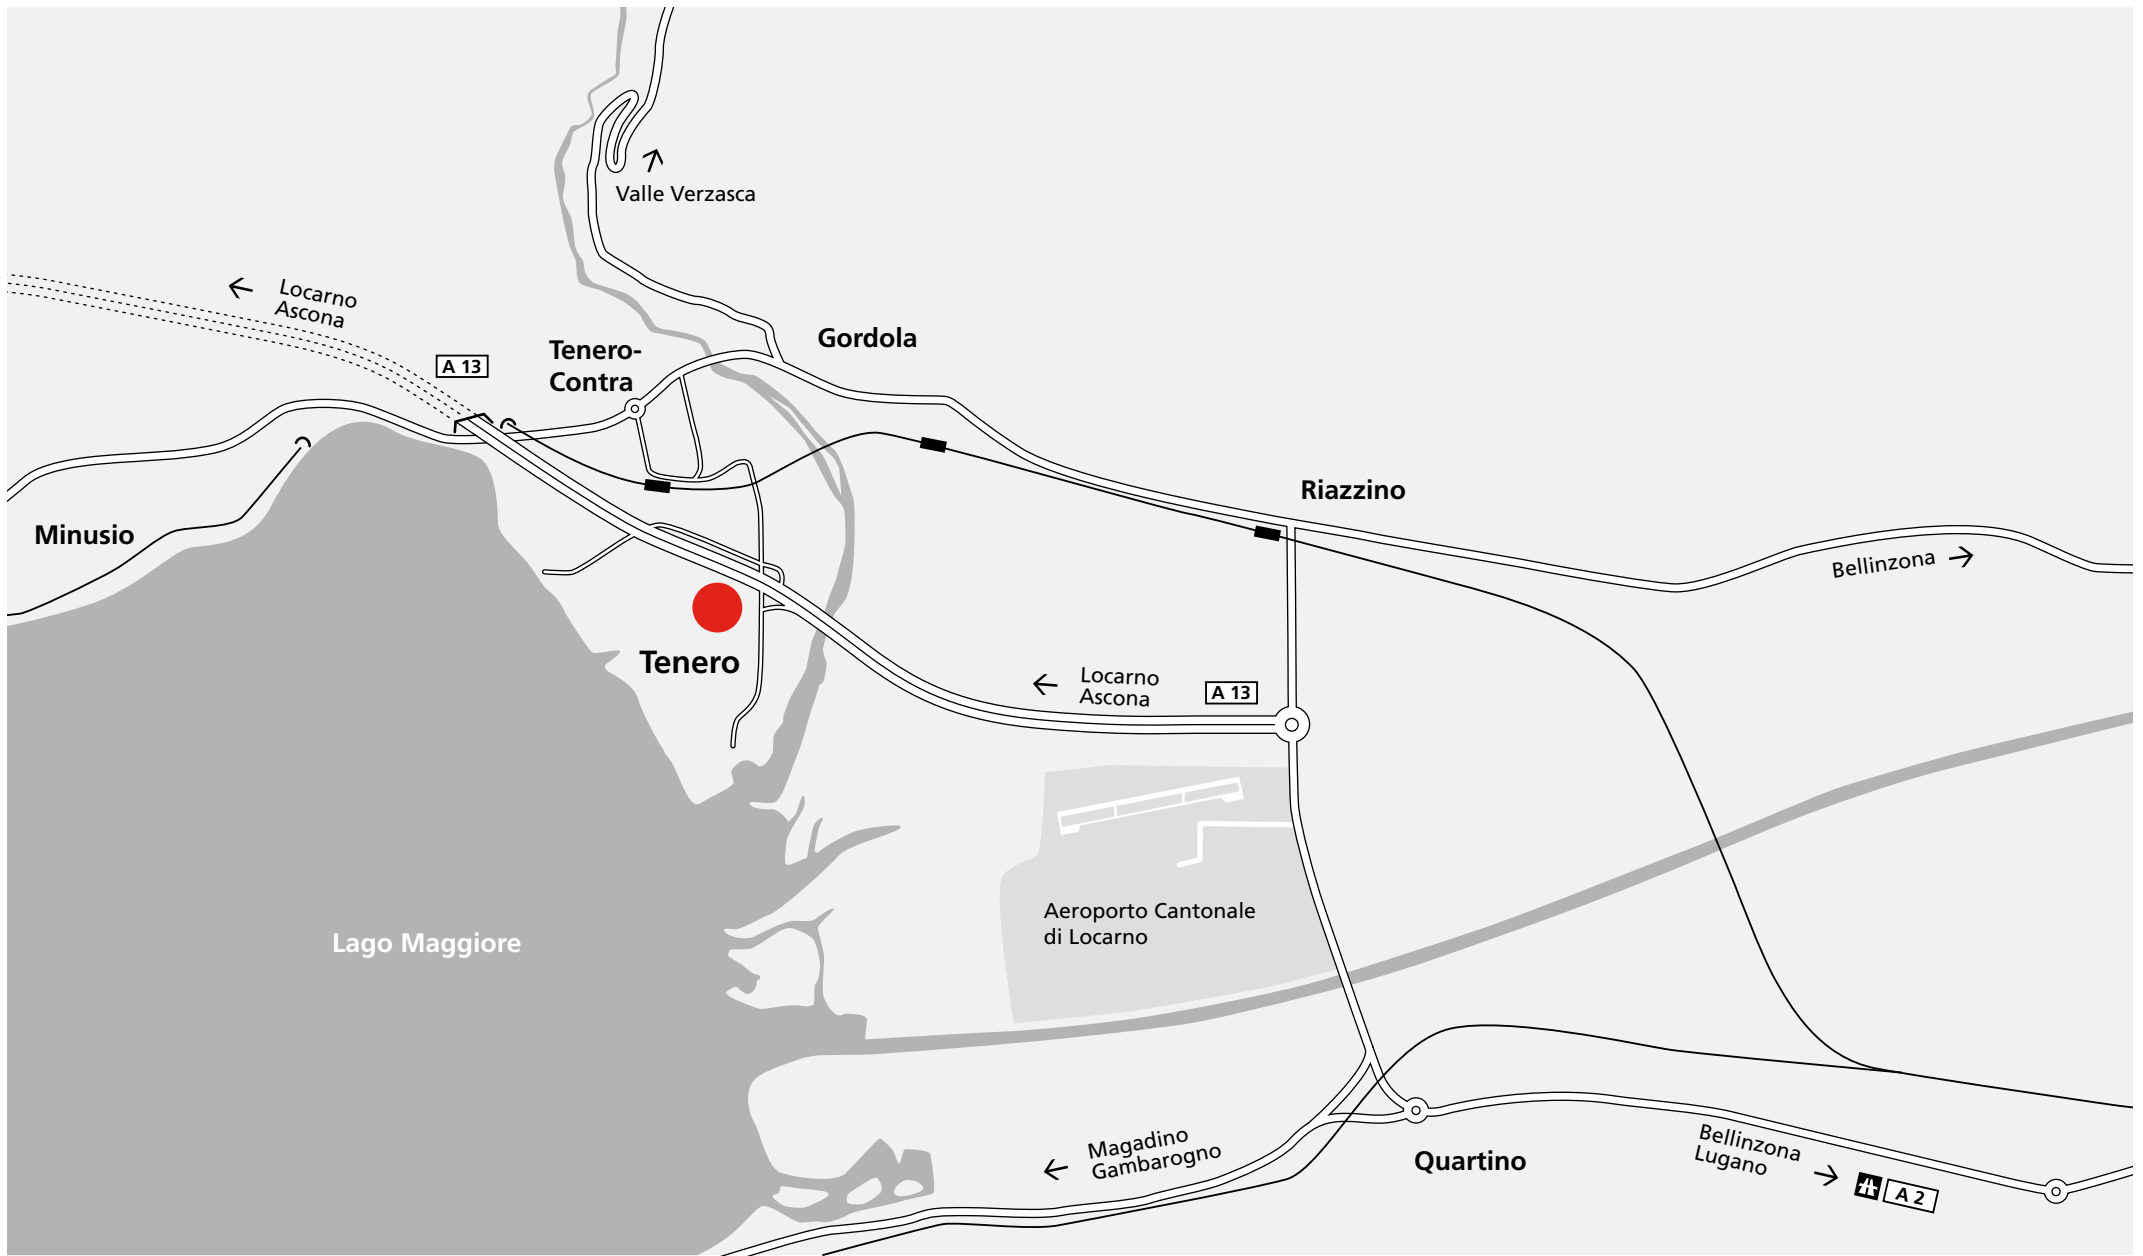 Valle Verzasca
Locarno
Ascona
A 13
Tenero-
Contra
Gordola
Riazzino
Minusio
Bellinzona
Tenero
Locarno
Ascona
A 13
Aeroporto Cantonale
di Locarno
Lago Maggiore
Magadino
Gambarogno
Quartino
Bellinzona
Lugano
A 2